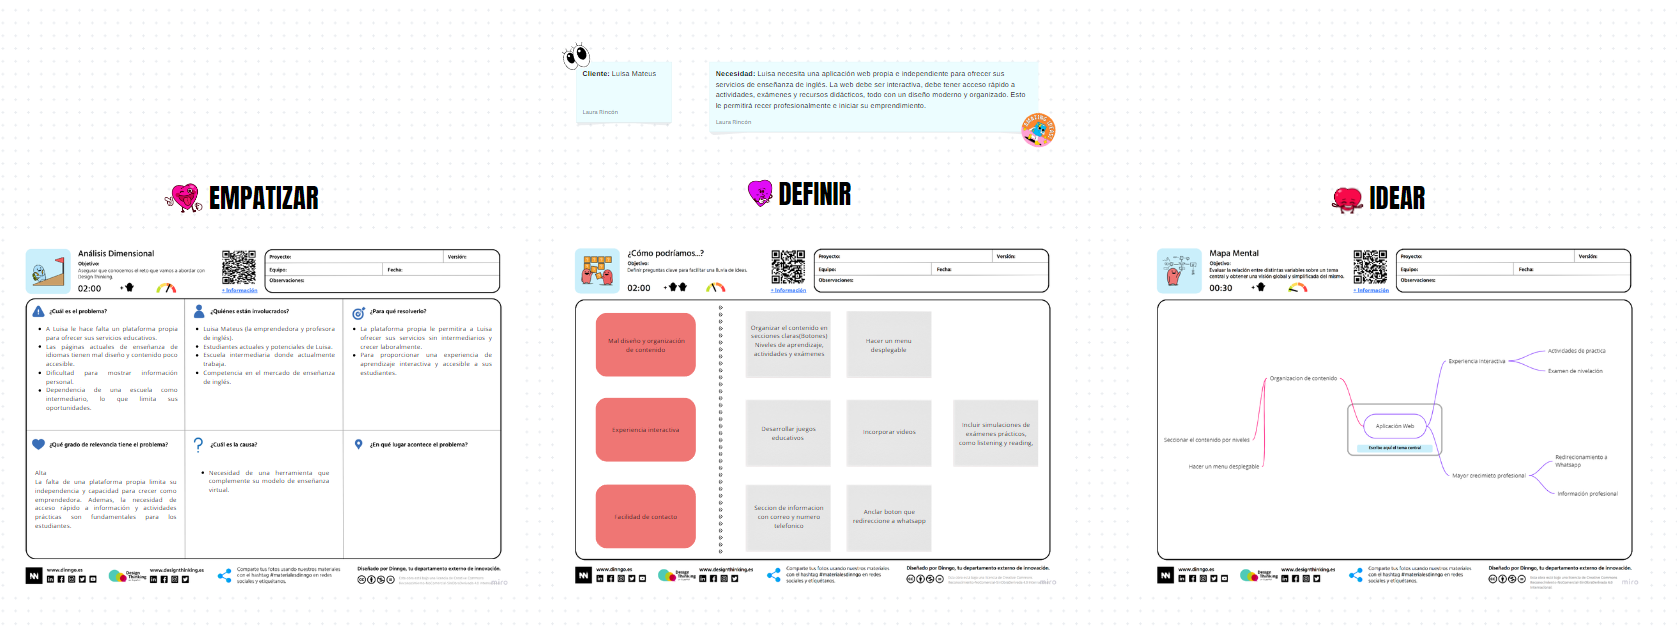 Cliente: Luisa Mateus
Laura Rincón
Necesidad: Luisa necesita una aplicación web propia e independiente para ofrecer sus
servicios de enseñanza de inglés. La web debe ser interactiva, debe tener acceso rápido a
actividades, exámenes y recursos didácticos, todo con un diseño moderno y organizado. Esto
le permitirá recer profesionalmente e iniciar su emprendimiento.
Laura Rincón
EMPATIZAR
Análisis Dimensional
Objetivo:
Asegurar que conocemos el reto que vamos a abordar con
Design Thinking.
02:00
+ Información
Proyecto:
Versión:
Equipo:
Fecha:
Observaciones:
¿Cuál es el problema?
A Luisa le hace falta un plataforma propia
para ofrecer sus servicios educativos.
Las páginas actuales de enseñanza de
idiomas tienen mal diseño y contenido poco
accesible.
Dificultad para mostrar información
personal.
Dependencia de una escuela como
intermediario, lo que limita sus
oportunidades.
¿Quiénes están involucrados?
Luisa Mateus (la emprendedora y profesora
de inglés).
Estudiantes actuales y potenciales de Luisa.
Escuela intermediaria donde actualmente
trabaja.
Competencia en el mercado de enseñanza
de inglés.
¿Para qué resolverlo?
La plataforma propia le permitira a Luisa
ofrecer sus servicios sin intermediarios y
crecer laboralmente.
Para proporcionar una experiencia de
aprendizaje interactiva y accesible a sus
estudiantes.
¿Qué grado de relevancia tiene el problema?
Alta
La falta de una plataforma propia limita su
independencia y capacidad para crecer como
emprendedora. Ademas, la necesidad de
acceso rápido a información y actividades
prácticas son fundamentales para los
estudiantes.
¿Cuál es la causa?
Necesidad de una herramienta que
complemente su modelo de enseñanza
virtual.
¿En qué lugar acontece el problema?
www.dinngo.es
Design
Thinking
www.designthinking.es
Comparte tus fotos usando nuestros materiales
con el hashtag #materialesdinngo en redes
sociales y etiquétanos.
Diseñado por Dinngo, tu departamento externo de innovación.
miro
DEFINIR
¿Cómo podríamos...?
Objetivo:
Definir preguntas clave para facilitar una lluvia de ideas.
02:00
+ Información
Proyecto:
Versión:
Equipo:
Fecha:
Observaciones:
Mal diseño y organización
de contenido
Organizar el contenido en
secciones claras(Botones)
Niveles de aprendizaje,
actividades y exámenes
Hacer un menu
desplegable
Experiencia interactiva
Desarrollar juegos
educativos
Incorporar videos
Incluir simulaciones de
exámenes prácticos,
como listening y reading,
Facilidad de contacto
Seccion de informacion
con correo y numero
telefonico
Anclar boton que
redireccione a whatsapp
www.dinngo.es
Design
Thinking
www.designthinking.es
Comparte tus fotos usando nuestros materiales
con el hashtag #materialesdinngo en redes
sociales y etiquétanos.
Diseñado por Dinngo, tu departamento externo de innovación.
miro
IDEAR
Mapa Mental
Objetivo:
Evaluar la relación entre distintas variables sobre un tema
central y obtener una visión global y simplificada del mismo.
00:30
+ Información
Proyecto:
Versión:
Equipo:
Fecha:
Observaciones:
Actividades de practica
Experiencia Interactiva
Examen de nivelación
Organizacion de contenido
Aplicación Web
Escribe aquí el tema central
Seccionar el contenido por niveles
Redireccionamiento a
Whatsapp
Hacer un menu desplegable
Mayor crecimieto profesional
Información profesional
www.dinngo.es
Design
Thinking
www.designthinking.es
Comparte tus fotos usando nuestros materiales
con el hashtag #materialesdinngo en redes
sociales y etiquétanos.
Diseñado por Dinngo, tu departamento externo de innovación.
miro